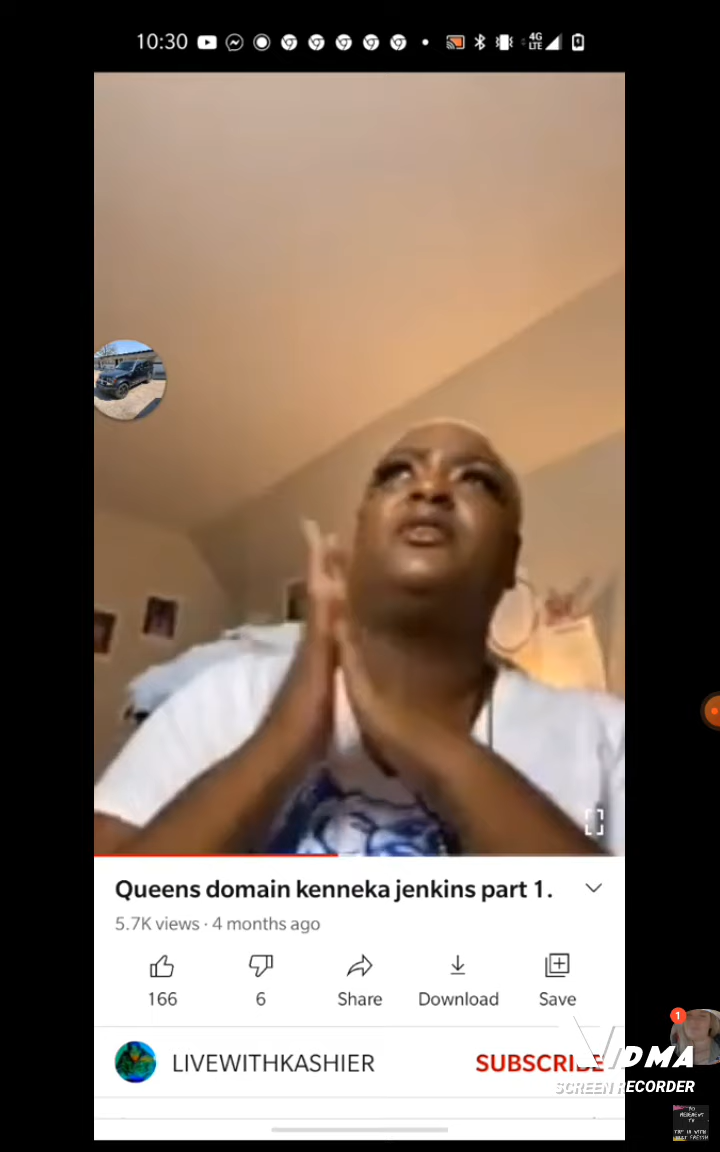 10:30
4G
LTE
Queens domain kenneka jenkins part 1.
5.7K views · 4 months ago
166
6
Share
Download
Save
LIVEWITHKASHIER
SUBSCRIBE
1
VDMA
SCREEN RECORDER